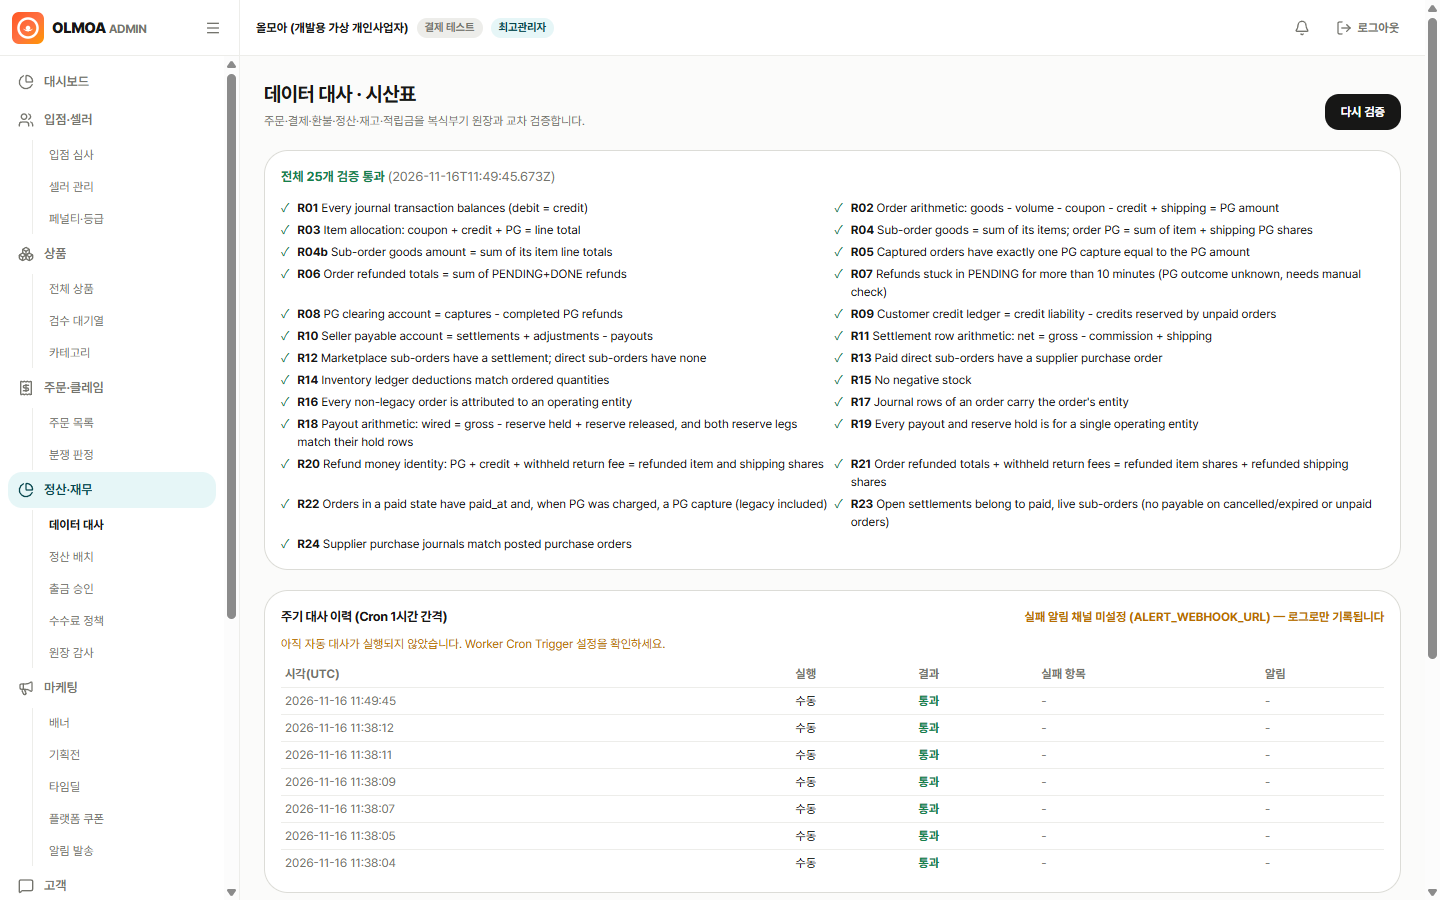 OLMOA ADMIN
올모아 (개발용 가상 개인사업자)
결제 테스트
최고관리자
로그아웃
대시보드
입점·셀러
입점 심사
셀러 관리
페널티·등급
상품
전체 상품
검수 대기열
카테고리
주문·클레임
주문 목록
분쟁 판정
정산·재무
데이터 대사
정산 배치
출금 승인
수수료 정책
원장 감사
마케팅
배너
기획전
타임딜
플랫폼 쿠폰
알림 발송
고객
데이터 대사 · 시산표
주문·결제·환불·정산·재고·적립금을 복식부기 원장과 교차 검증합니다.
다시 검증
전체 25개 검증 통과 (2026-11-16T11:49:45.673Z)
✓ R01 Every journal transaction balances (debit = credit)
✓ R02 Order arithmetic: goods - volume - coupon - credit + shipping = PG amount
✓ R03 Item allocation: coupon + credit + PG = line total
✓ R04 Sub-order goods = sum of its items; order PG = sum of item + shipping PG shares
✓ R04b Sub-order goods amount = sum of its item line totals
✓ R05 Captured orders have exactly one PG capture equal to the PG amount
✓ R06 Order refunded totals = sum of PENDING+DONE refunds
✓ R07 Refunds stuck in PENDING for more than 10 minutes (PG outcome unknown, needs manual
check)
✓ R08 PG clearing account = captures - completed PG refunds
✓ R09 Customer credit ledger = credit liability - credits reserved by unpaid orders
✓ R10 Seller payable account = settlements + adjustments - payouts
✓ R11 Settlement row arithmetic: net = gross - commission + shipping
✓ R12 Marketplace sub-orders have a settlement; direct sub-orders have none
✓ R13 Paid direct sub-orders have a supplier purchase order
✓ R14 Inventory ledger deductions match ordered quantities
✓ R15 No negative stock
✓ R16 Every non-legacy order is attributed to an operating entity
✓ R17 Journal rows of an order carry the order's entity
✓ R18 Payout arithmetic: wired = gross - reserve held + reserve released, and both reserve legs
match their hold rows
✓ R19 Every payout and reserve hold is for a single operating entity
✓ R20 Refund money identity: PG + credit + withheld return fee = refunded item and shipping shares
✓ R21 Order refunded totals + withheld return fees = refunded item shares + refunded shipping
shares
✓ R22 Orders in a paid state have paid_at and, when PG was charged, a PG capture (legacy included)
✓ R23 Open settlements belong to paid, live sub-orders (no payable on cancelled/expired or unpaid
orders)
✓ R24 Supplier purchase journals match posted purchase orders
주기 대사 이력 (Cron 1시간 간격)
실패 알림 채널 미설정 (ALERT_WEBHOOK_URL) — 로그로만 기록됩니다
아직 자동 대사가 실행되지 않았습니다. Worker Cron Trigger 설정을 확인하세요.
시각(UTC) 실행 결과 실패 항목 알림
2026-11-16 11:49:45 수동 통과 - -
2026-11-16 11:38:12 수동 통과 - -
2026-11-16 11:38:11 수동 통과 - -
2026-11-16 11:38:09 수동 통과 - -
2026-11-16 11:38:07 수동 통과 - -
2026-11-16 11:38:05 수동 통과 - -
2026-11-16 11:38:04 수동 통과 - -